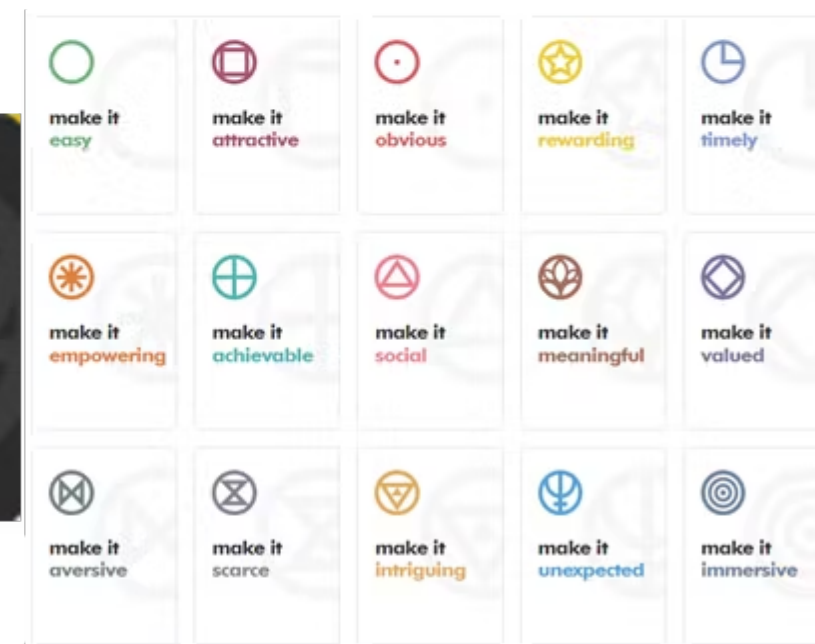 make it
easy
make it
attractive
make it
obvious
make it
rewarding
make it
timely
make it
empowering
make it
achievable
make it
social
make it
meaningful
make it
valued
make it
aversive
make it
scarce
make it
intriguing
make it
unexpected
make it
immersive